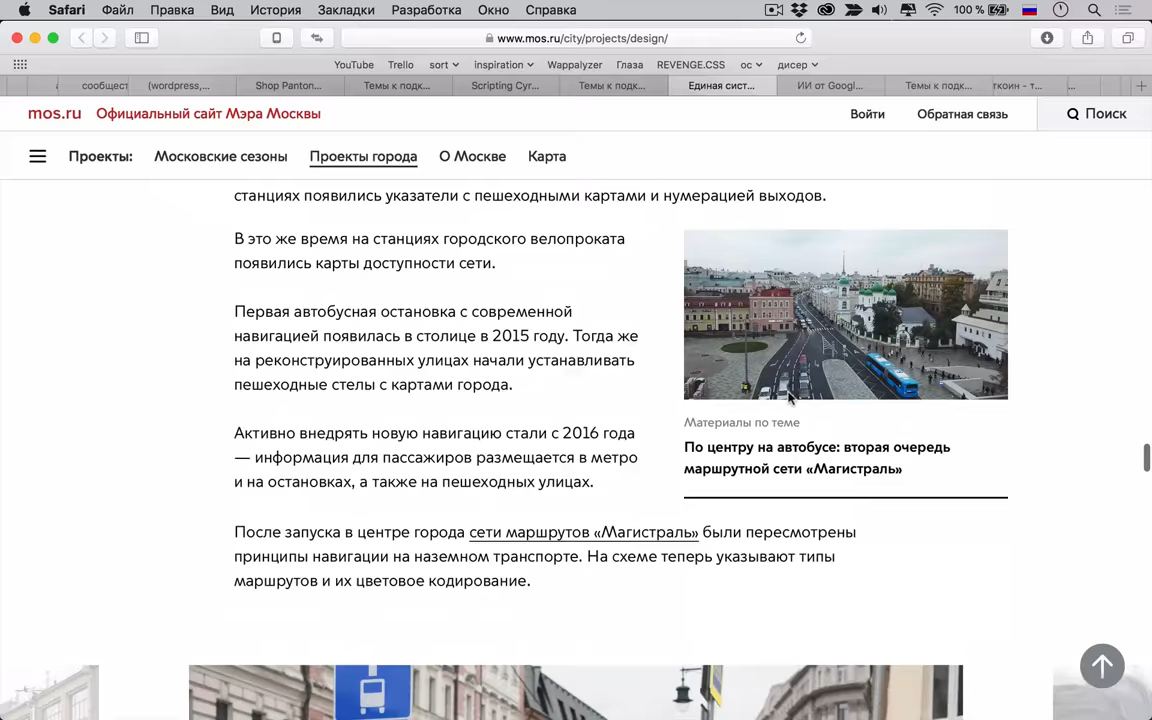 Safari Файл Правка Вид История Закладки Разработка Окно Справка 100 %
www.mos.ru/city/projects/design/
YouTube Trello sort inspiration Wappalyzer Глаза REVENGE.CSS ос дисер
сообщест (wordpress,... Shop Panton... Темы к подк... Scripting Cyr... Темы к подк... Единая сист... ИИ от Googl... Темы к подк... ткоин - т... ...
mos.ru Официальный сайт Мэра Москвы Войти Обратная связь Поиск
Проекты: Московские сезоны Проекты города О Москве Карта
станциях появились указатели с пешеходными картами и нумерацией выходов.
В это же время на станциях городского велопроката
появились карты доступности сети.
Первая автобусная остановка с современной
навигацией появилась в столице в 2015 году. Тогда же
на реконструированных улицах начали устанавливать
пешеходные стелы с картами города.
Активно внедрять новую навигацию стали с 2016 года
— информация для пассажиров размещается в метро
и на остановках, а также на пешеходных улицах.
Материалы по теме
По центру на автобусе: вторая очередь
маршрутной сети «Магистраль»
После запуска в центре города сети маршрутов «Магистраль» были пересмотрены
принципы навигации на наземном транспорте. На схеме теперь указывают типы
маршрутов и их цветовое кодирование.